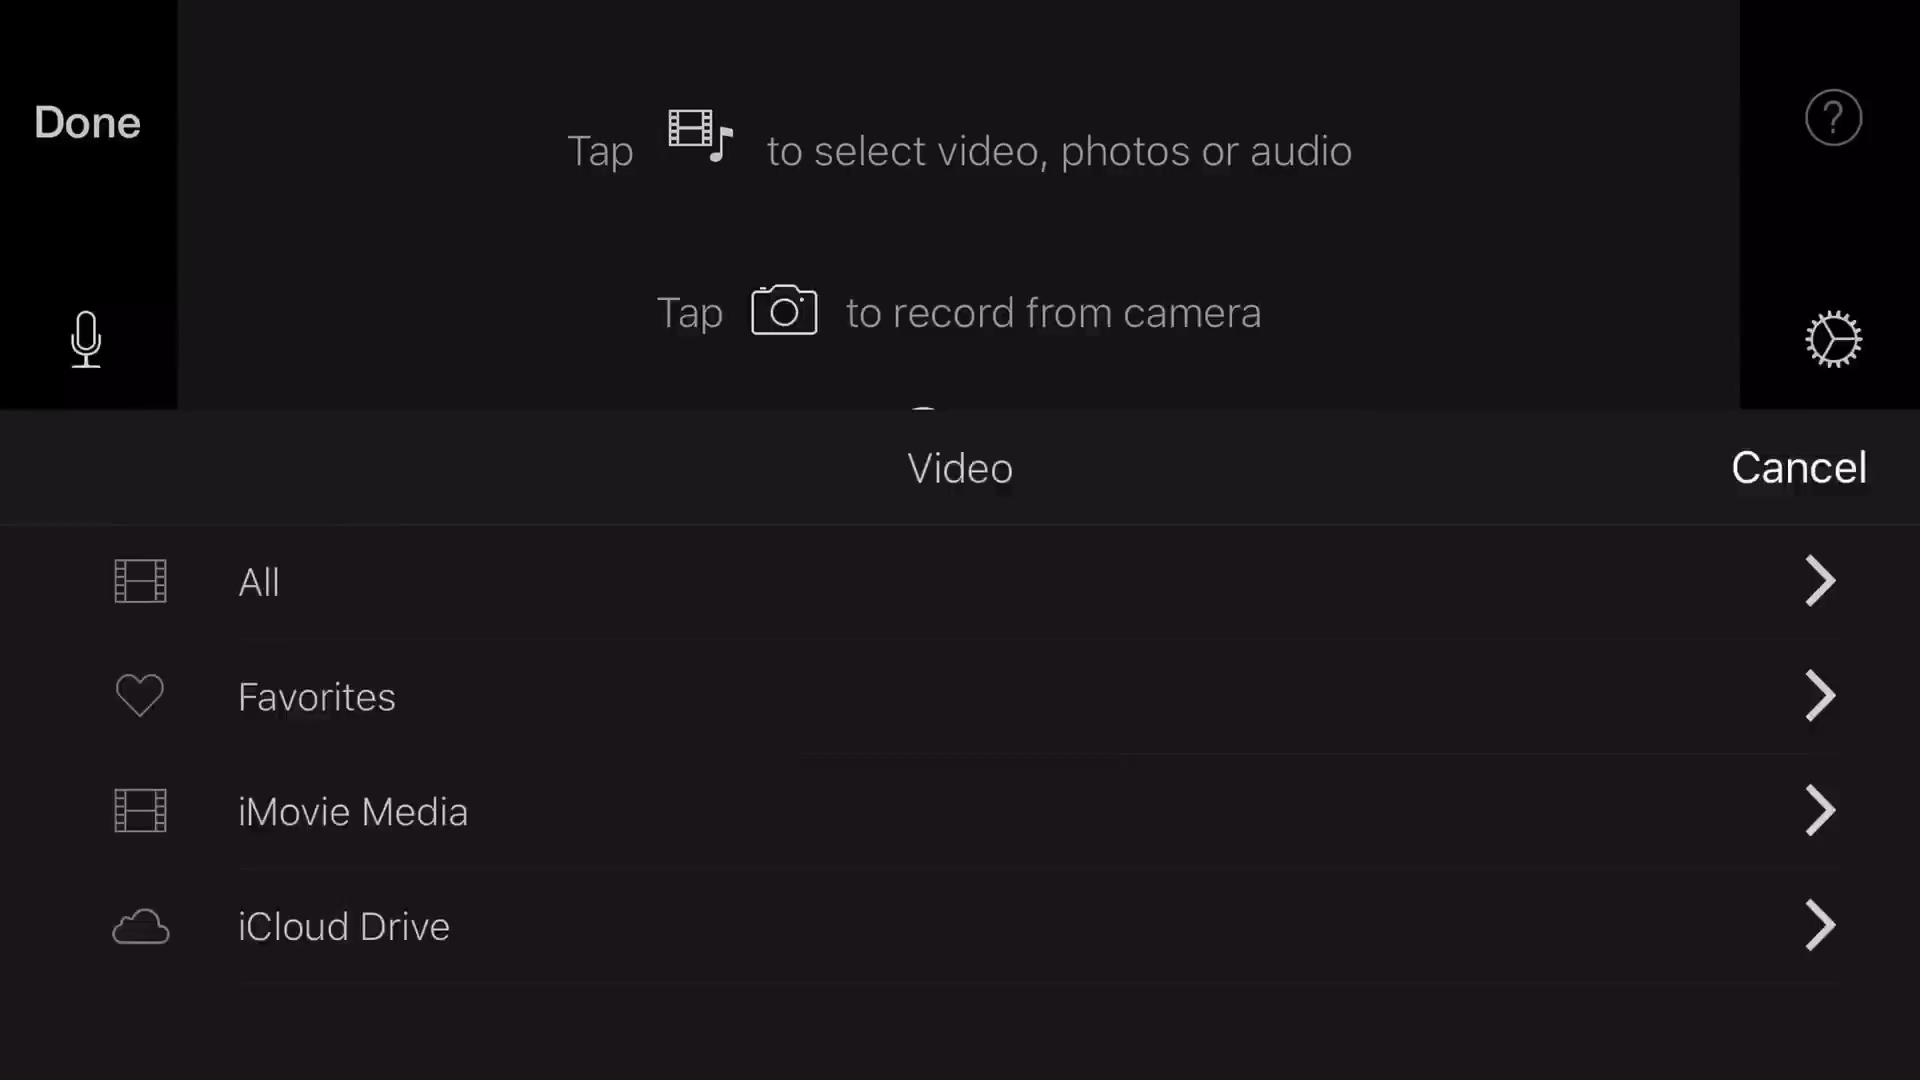 Done
Tap to select video, photos or audio
?
Tap to record from camera
Video
Cancel
All
Favorites
iMovie Media
iCloud Drive